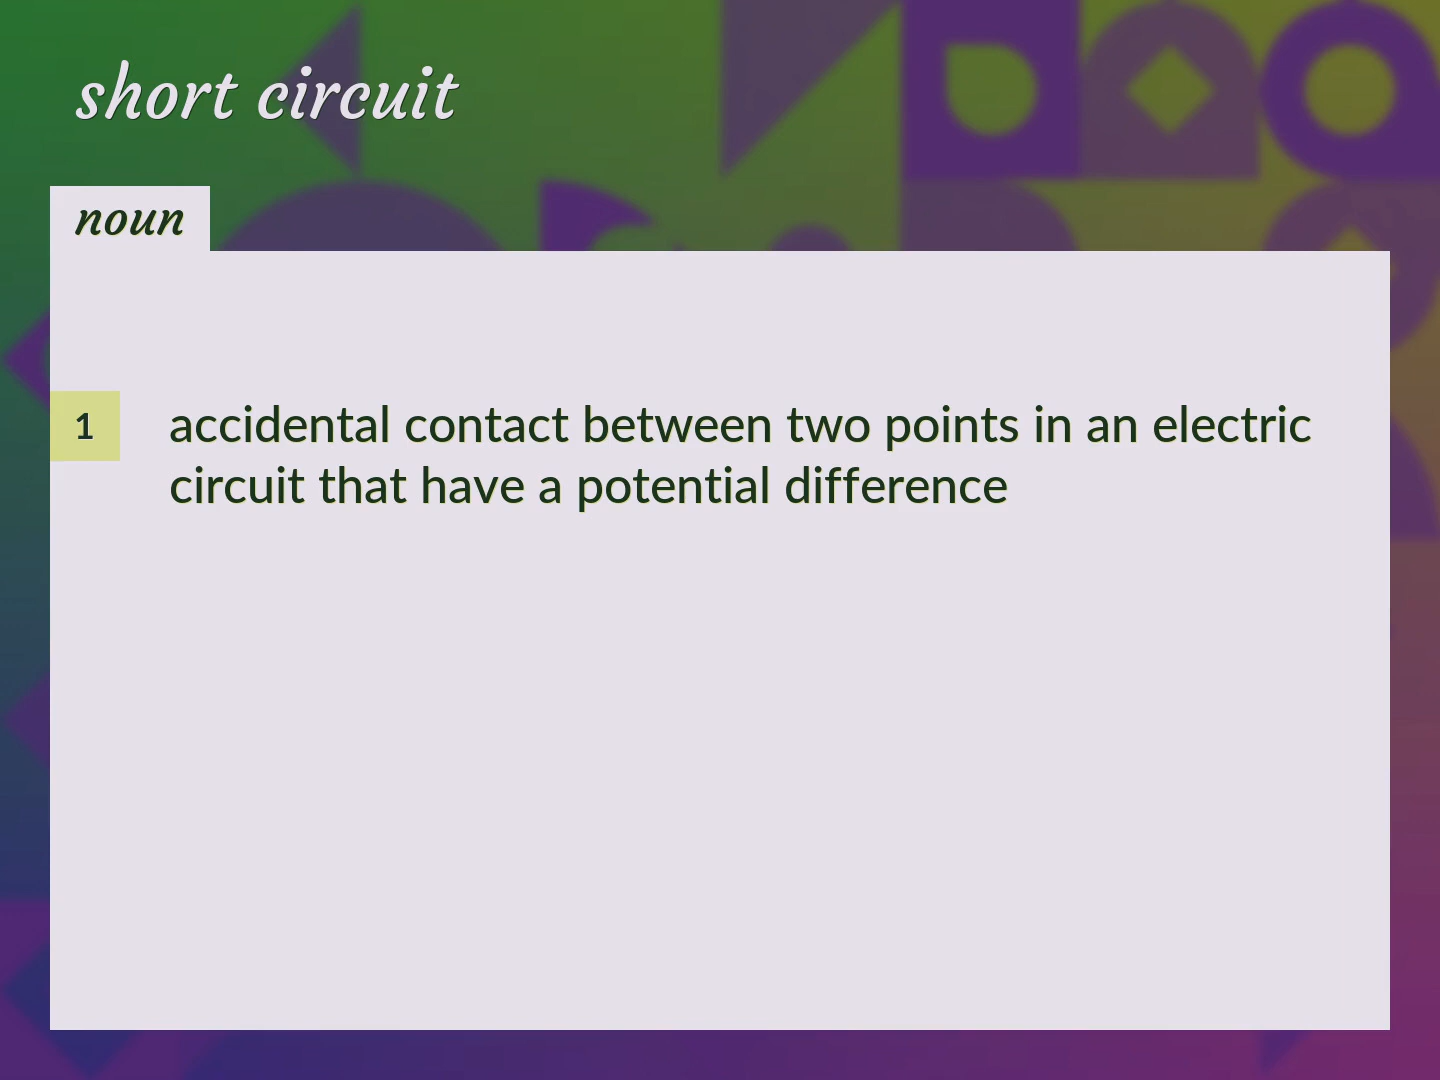 short circuit
noun
1
accidental contact between two points in an electric
circuit that have a potential difference